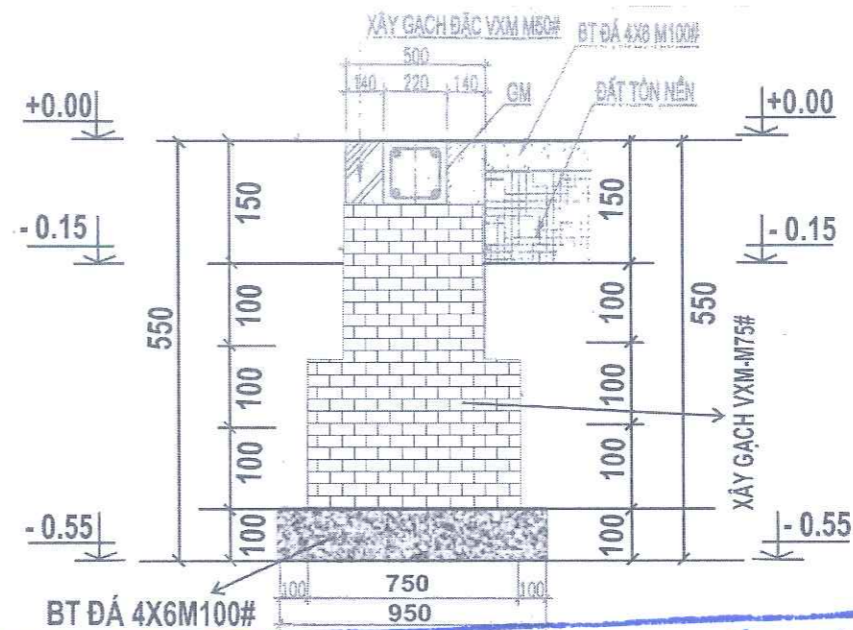 XÂY GẠCH ĐẶC VXM M50#
BT ĐÁ 4X6 M100#
500
140 220 140
GM
ĐẤT TÔN NỀN
+0.00
+0.00
150
150
- 0.15
- 0.15
550
100
100
550
100
100
100
100
XÂY GẠCH VXM-M75#
- 0.55
100
100
- 0.55
100 750 100
BT ĐÁ 4X6M100#
950